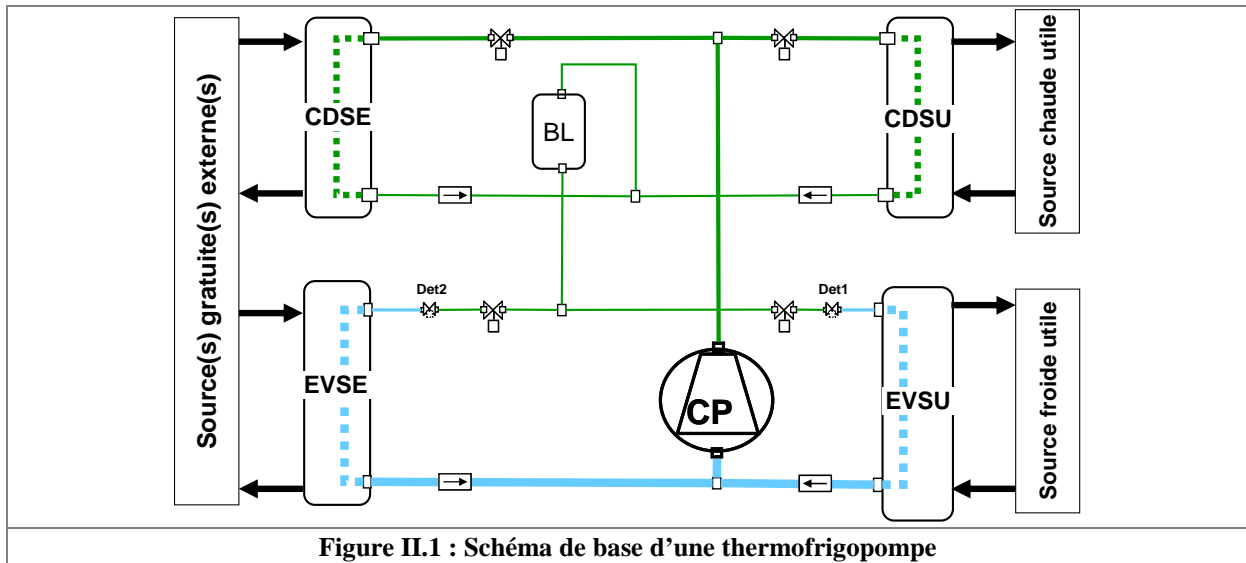 Source(s) gratuite(s) externe(s)
CDSE
BL
CDSU
Source chaude utile
Det2
Det1
EVSE
CP
EVSU
Source froide utile
Figure II.1 : Schéma de base d'une thermofrigopompe